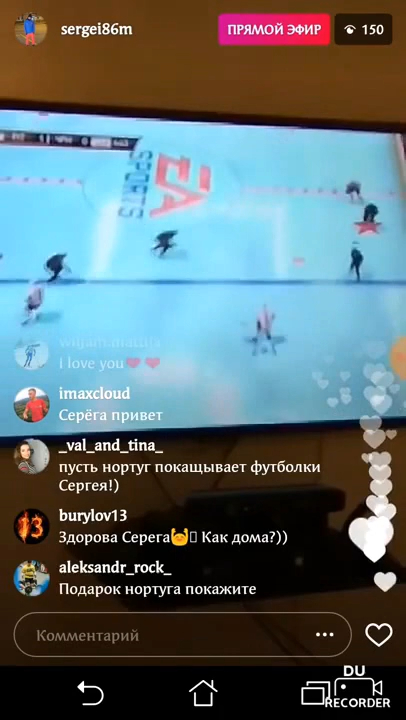 sergei86m
ПРЯМОЙ ЭФИР
150
EA
SPORTS
I love you❤❤
imaxcloud
Серёга привет
_val_and_tina_
пусть нортуг покащывает футболки
Сергея!)
burylov13
Здорова Серега🤘 Как дома?))
aleksandr_rock_
Подарок нортуга покажите
Комментарий
DU
RECORDER